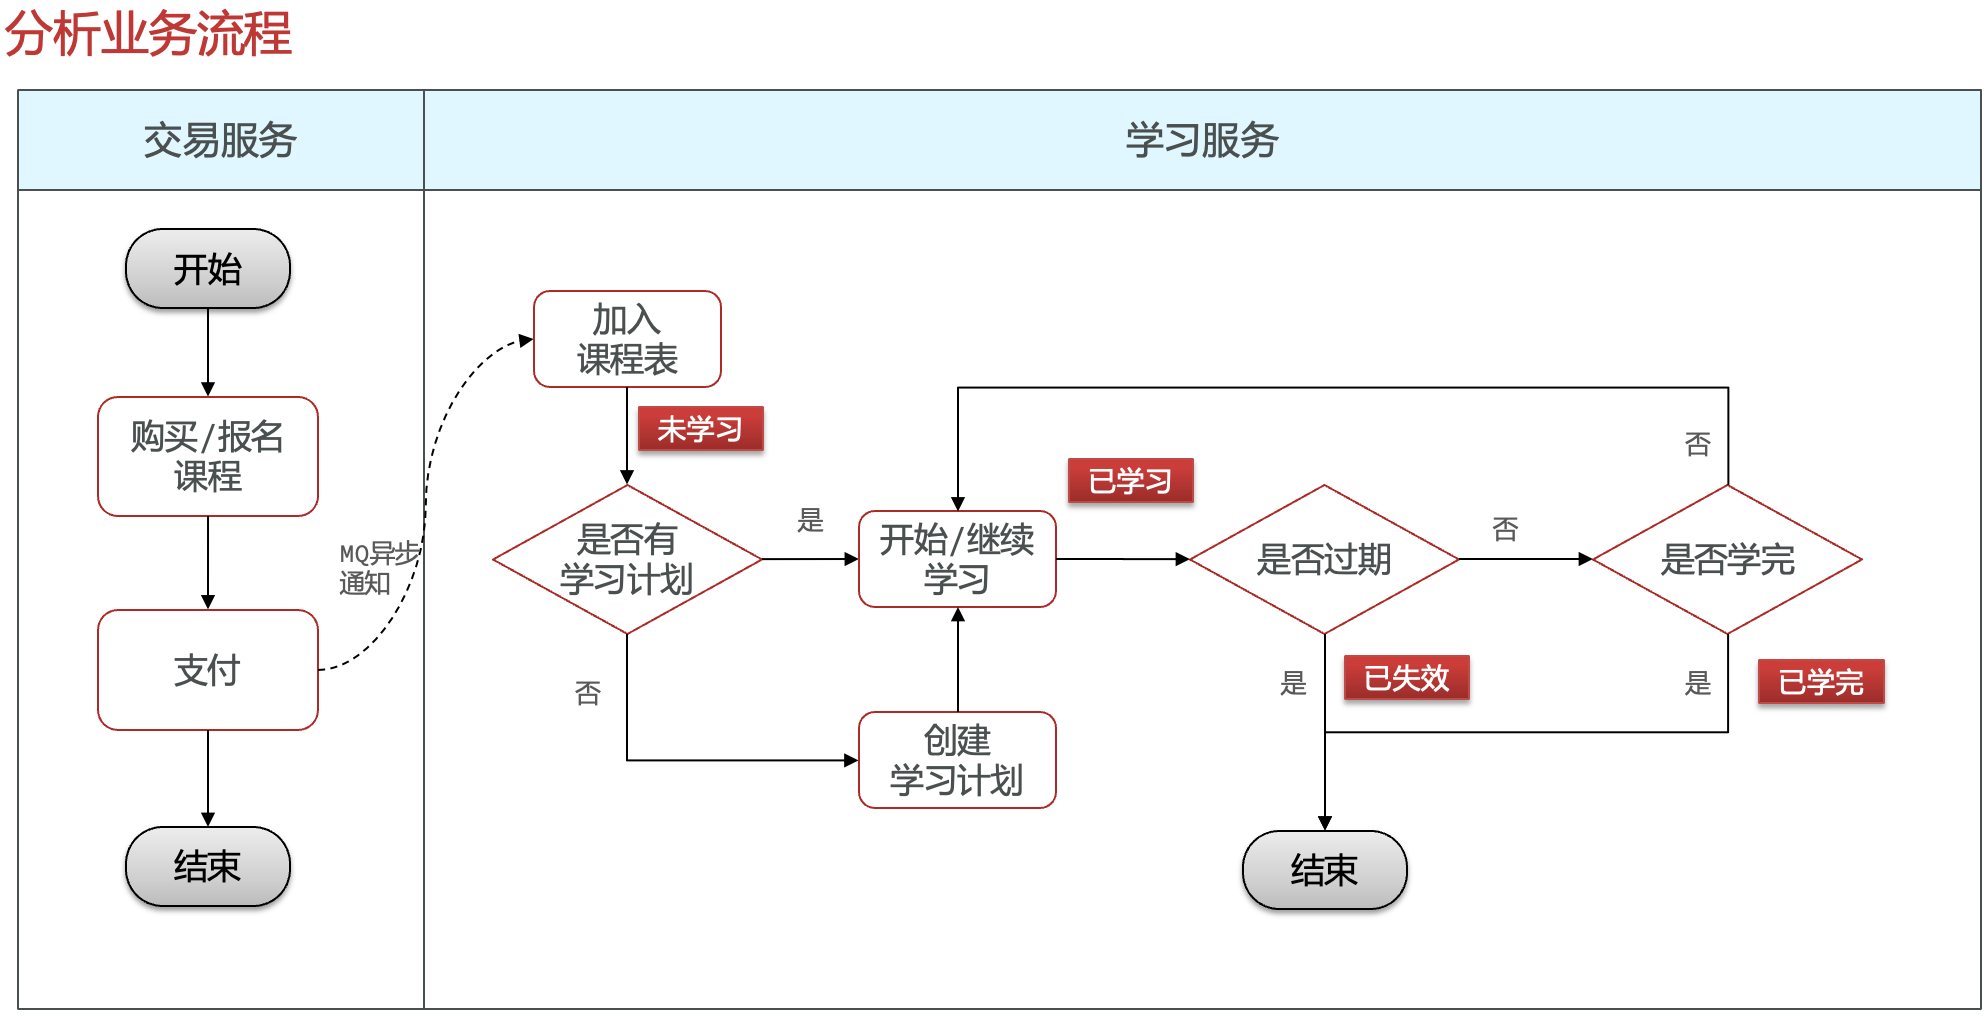 分析业务流程
交易服务
学习服务
开始
购买/报名
课程
支付
结束
MQ异步
通知
加入
课程表
未学习
是否有
学习计划
是
否
开始/继续
学习
创建
学习计划
已学习
是否过期
否
是
已失效
是否学完
否
是
已学完
结束